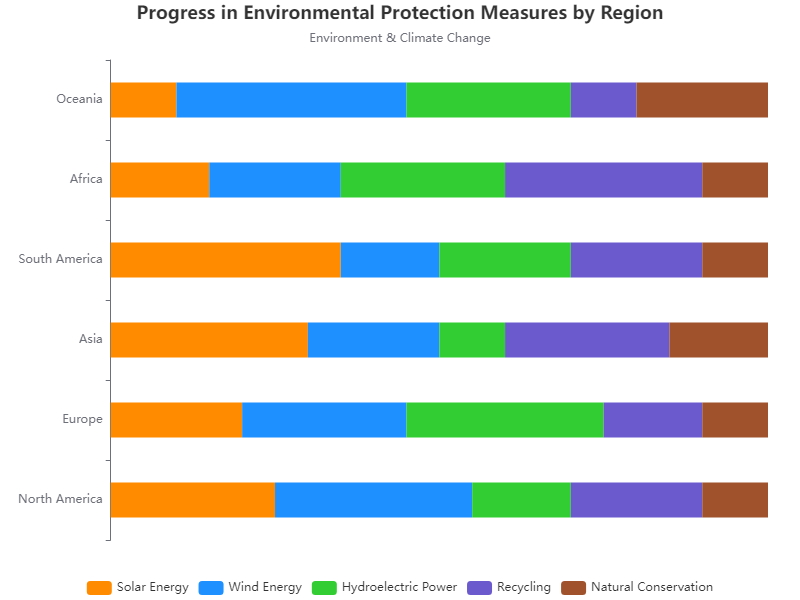 Progress in Environmental Protection Measures by Region
Environment & Climate Change
Oceania
Africa
South America
Asia
Europe
North America
Solar Energy
Wind Energy
Hydroelectric Power
Recycling
Natural Conservation